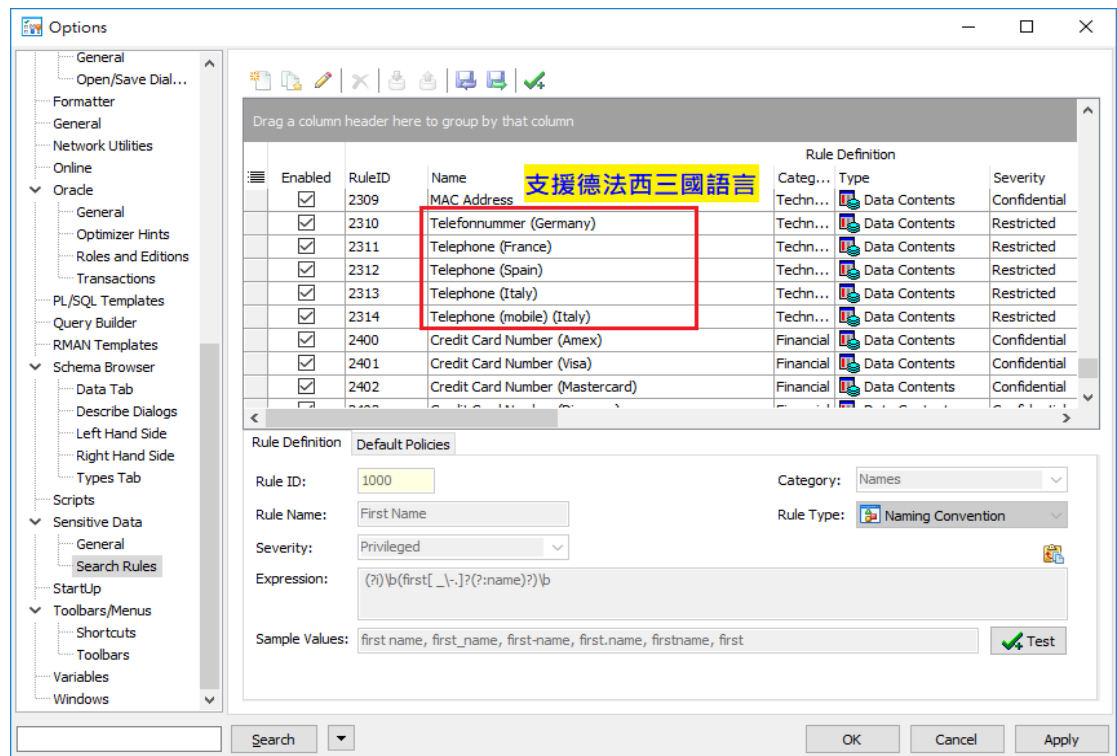 Options
General
Open/Save Dial...
Formatter
General
Network Utilities
Online
Oracle
General
Optimizer Hints
Roles and Editions
Transactions
PL/SQL Templates
Query Builder
RMAN Templates
Schema Browser
Data Tab
Describe Dialogs
Left Hand Side
Right Hand Side
Types Tab
Scripts
Sensitive Data
General
Search Rules
StartUp
Toolbars/Menus
Shortcuts
Toolbars
Variables
Windows
Drag a column header here to group by that column
Rule Definition
Enabled RuleID Name Categ... Type Severity
支援德法西三國語言
2309 MAC Address Techn... Data Contents Confidential
2310 Telefonnummer (Germany) Techn... Data Contents Restricted
2311 Telephone (France) Techn... Data Contents Restricted
2312 Telephone (Spain) Techn... Data Contents Restricted
2313 Telephone (Italy) Techn... Data Contents Restricted
2314 Telephone (mobile) (Italy) Techn... Data Contents Restricted
2400 Credit Card Number (Amex) Financial Data Contents Confidential
2401 Credit Card Number (Visa) Financial Data Contents Confidential
2402 Credit Card Number (Mastercard) Financial Data Contents Confidential
Rule Definition Default Policies
Rule ID: 1000 Category: Names
Rule Name: First Name Rule Type: Naming Convention
Severity: Privileged
Expression: (?i)\b(first[ _\-.]?(?:name)?)\b
Sample Values: first name, first_name, first-name, first.name, firstname, first Test
Search OK Cancel Apply